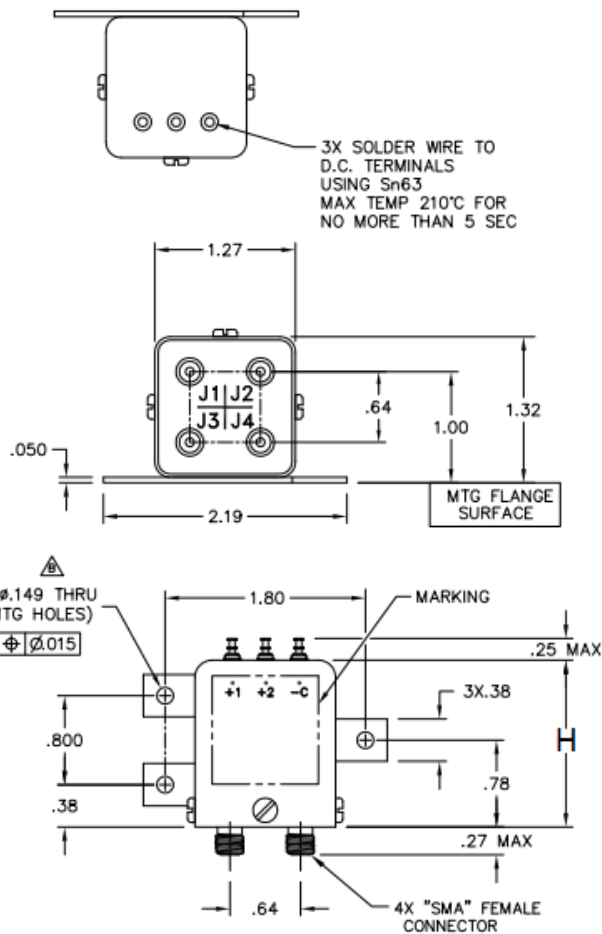 3X SOLDER WIRE TO
D.C. TERMINALS
USING Sn63
MAX TEMP 210°C FOR
NO MORE THAN 5 SEC
1.27
J1 J2
J3 J4
.64
1.00
1.32
.050
2.19
MTG FLANGE
SURFACE
B
ø.149 THRU
MTG HOLES)
⌖ Ø.015
1.80
MARKING
.25 MAX
+1 +2 -C
3X.38
H
.800
.78
.38
.27 MAX
.64
4X "SMA" FEMALE
CONNECTOR